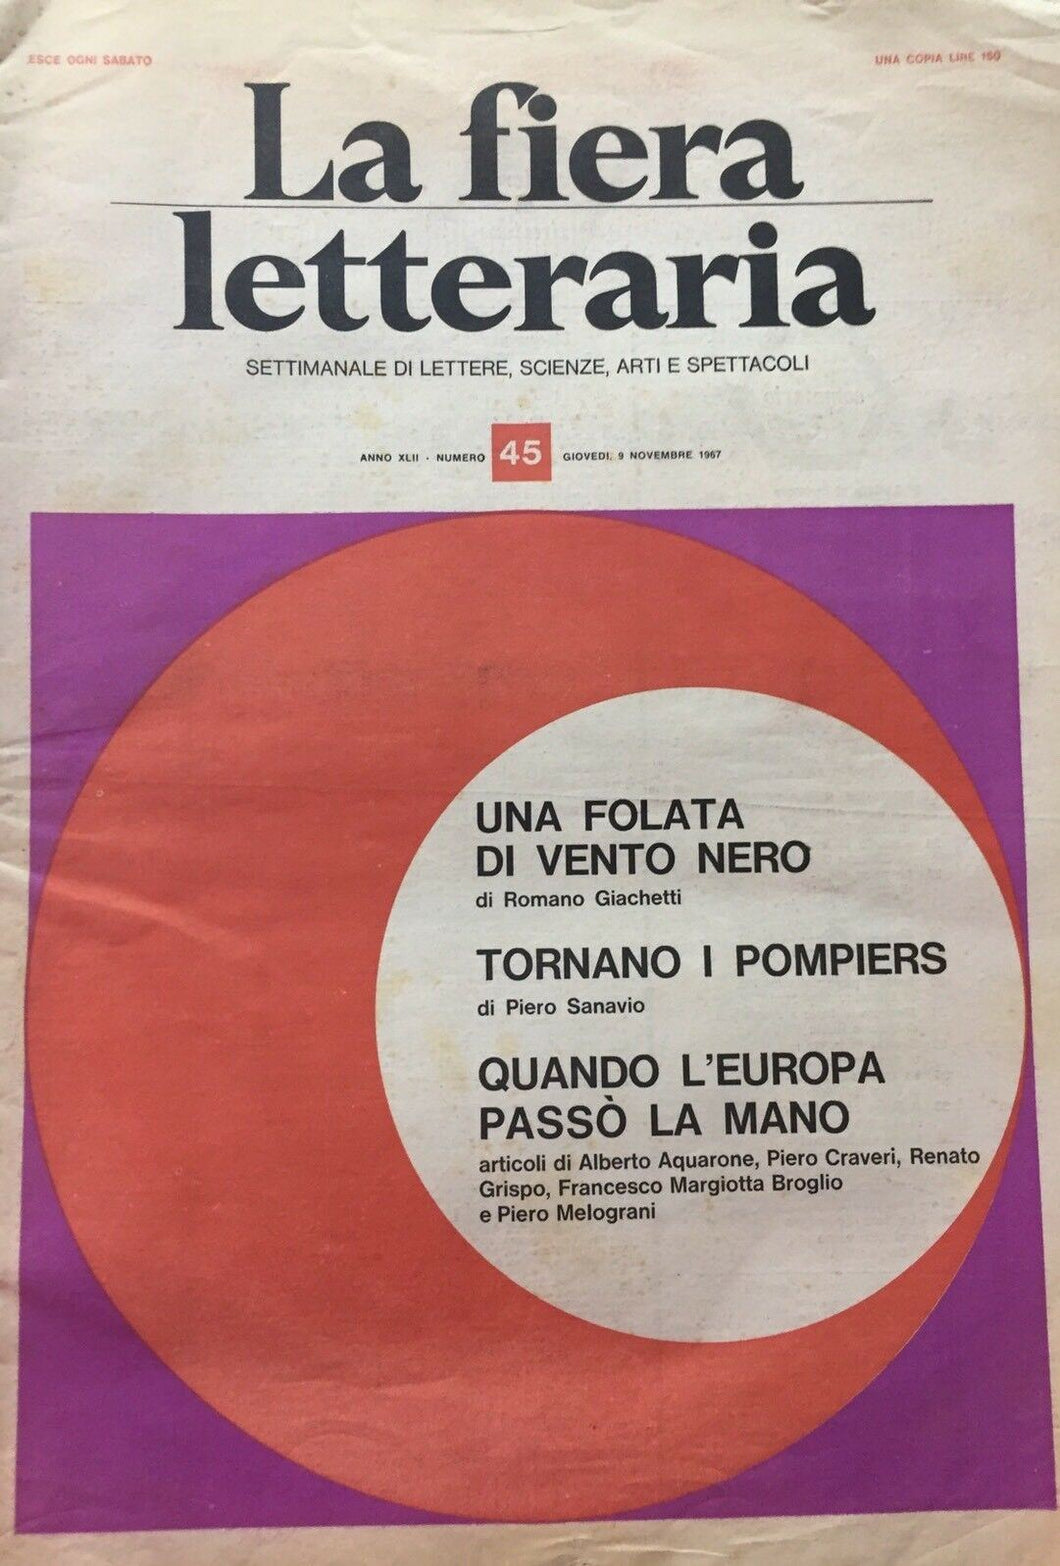 ESCE OGNI SABATO
UNA COPIA LIRE 150
La fiera
letteraria
SETTIMANALE DI LETTERE, SCIENZE, ARTI E SPETTACOLI
ANNO XLII - NUMERO 45 GIOVEDI, 9 NOVEMBRE 1967
UNA FOLATA
DI VENTO NERO
di Romano Giachetti
TORNANO I POMPIERS
di Piero Sanavio
QUANDO L'EUROPA
PASSÒ LA MANO
articoli di Alberto Aquarone, Piero Craveri, Renato
Grispo, Francesco Margiotta Broglio
e Piero Melograni